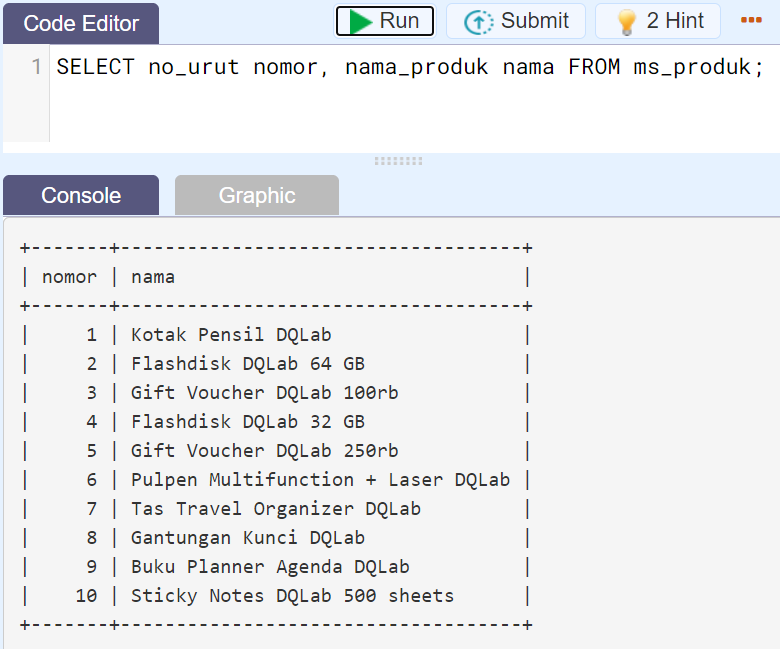 Code Editor
Run
Submit
2 Hint
1 SELECT no_urut nomor, nama_produk nama FROM ms_produk;
Console
Graphic
+-------+------------------------------------+
| nomor | nama                               |
+-------+------------------------------------+
|     1 | Kotak Pensil DQLab                 |
|     2 | Flashdisk DQLab 64 GB              |
|     3 | Gift Voucher DQLab 100rb           |
|     4 | Flashdisk DQLab 32 GB              |
|     5 | Gift Voucher DQLab 250rb           |
|     6 | Pulpen Multifunction + Laser DQLab |
|     7 | Tas Travel Organizer DQLab         |
|     8 | Gantungan Kunci DQLab              |
|     9 | Buku Planner Agenda DQLab          |
|    10 | Sticky Notes DQLab 500 sheets      |
+-------+------------------------------------+